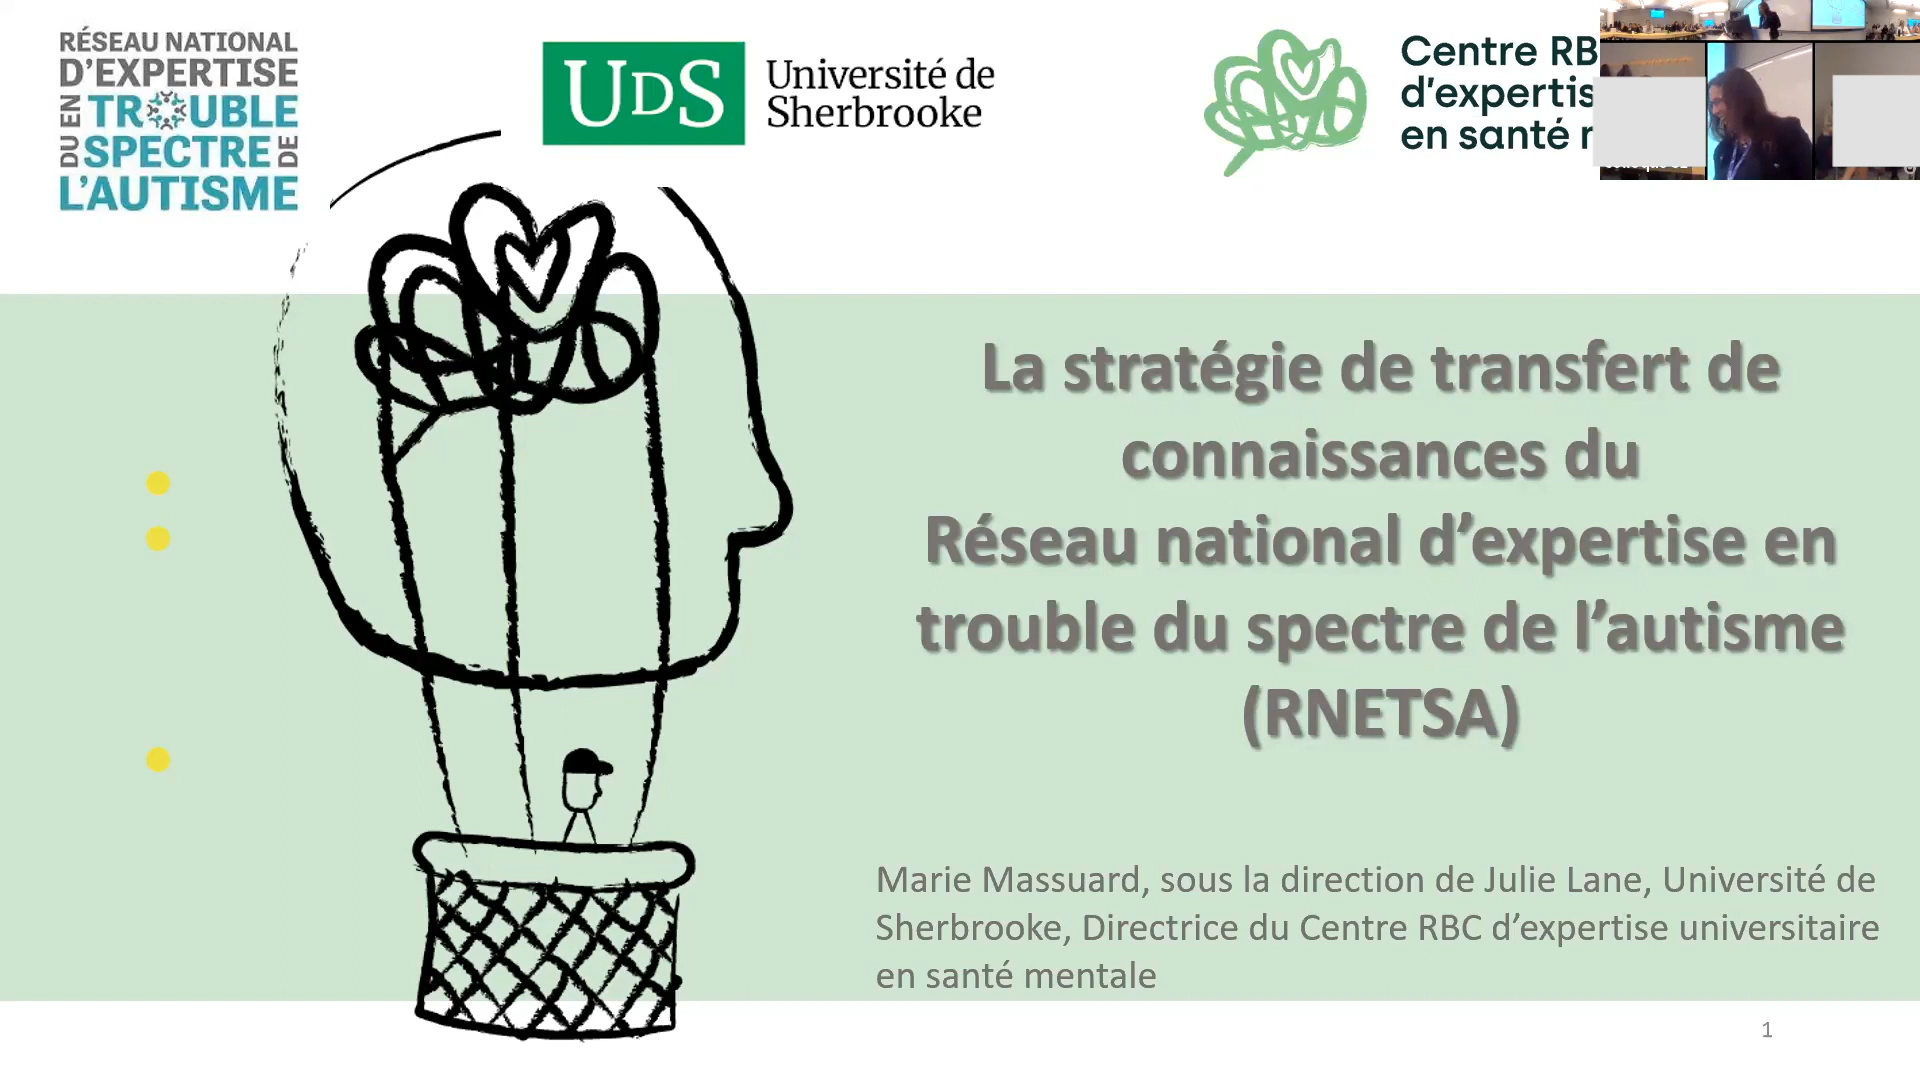 RÉSEAU NATIONAL
D'EXPERTISE
DU EN TROUBLE
SPECTRE DE
L'AUTISME
UDS
Université de
Sherbrooke
Centre RB
d'expertis
en santé
La stratégie de transfert de
connaissances du
Réseau national d’expertise en
trouble du spectre de l’autisme
(RNETSA)
Marie Massuard, sous la direction de Julie Lane, Université de
Sherbrooke, Directrice du Centre RBC d’expertise universitaire
en santé mentale
1